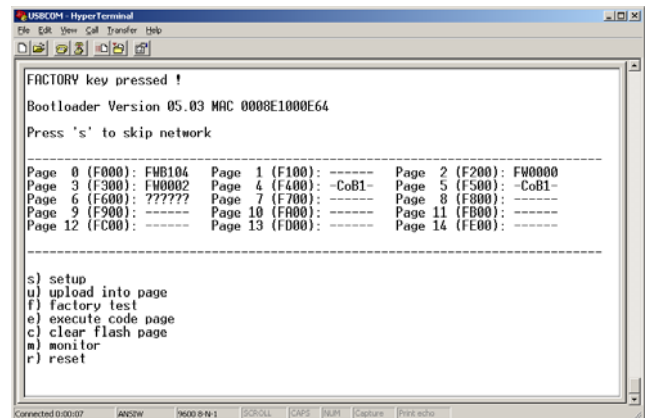 USBCOM - HyperTerminal
File Edit View Call Transfer Help
FACTORY key pressed !
Bootloader Version 05.03 MAC 0008E1000E64
Press 's' to skip network
--------------------------------------------------------------------------------
Page  0 (F000): FWB104   Page  1 (F100): ------   Page  2 (F200): FW0000
Page  3 (F300): FW0002   Page  4 (F400): -CoB1-   Page  5 (F500): -CoB1-
Page  6 (F600): ??????   Page  7 (F700): ------   Page  8 (F800): ------
Page  9 (F900): ------   Page 10 (FA00): ------   Page 11 (FB00): ------
Page 12 (FC00): ------   Page 13 (FD00): ------   Page 14 (FE00): ------
--------------------------------------------------------------------------------
s) setup
u) upload into page
f) factory test
e) execute code page
c) clear flash page
m) monitor
r) reset
Connected 0:00:07 ANSIW 9600 8-N-1 SCROLL CAPS NUM Capture Print echo